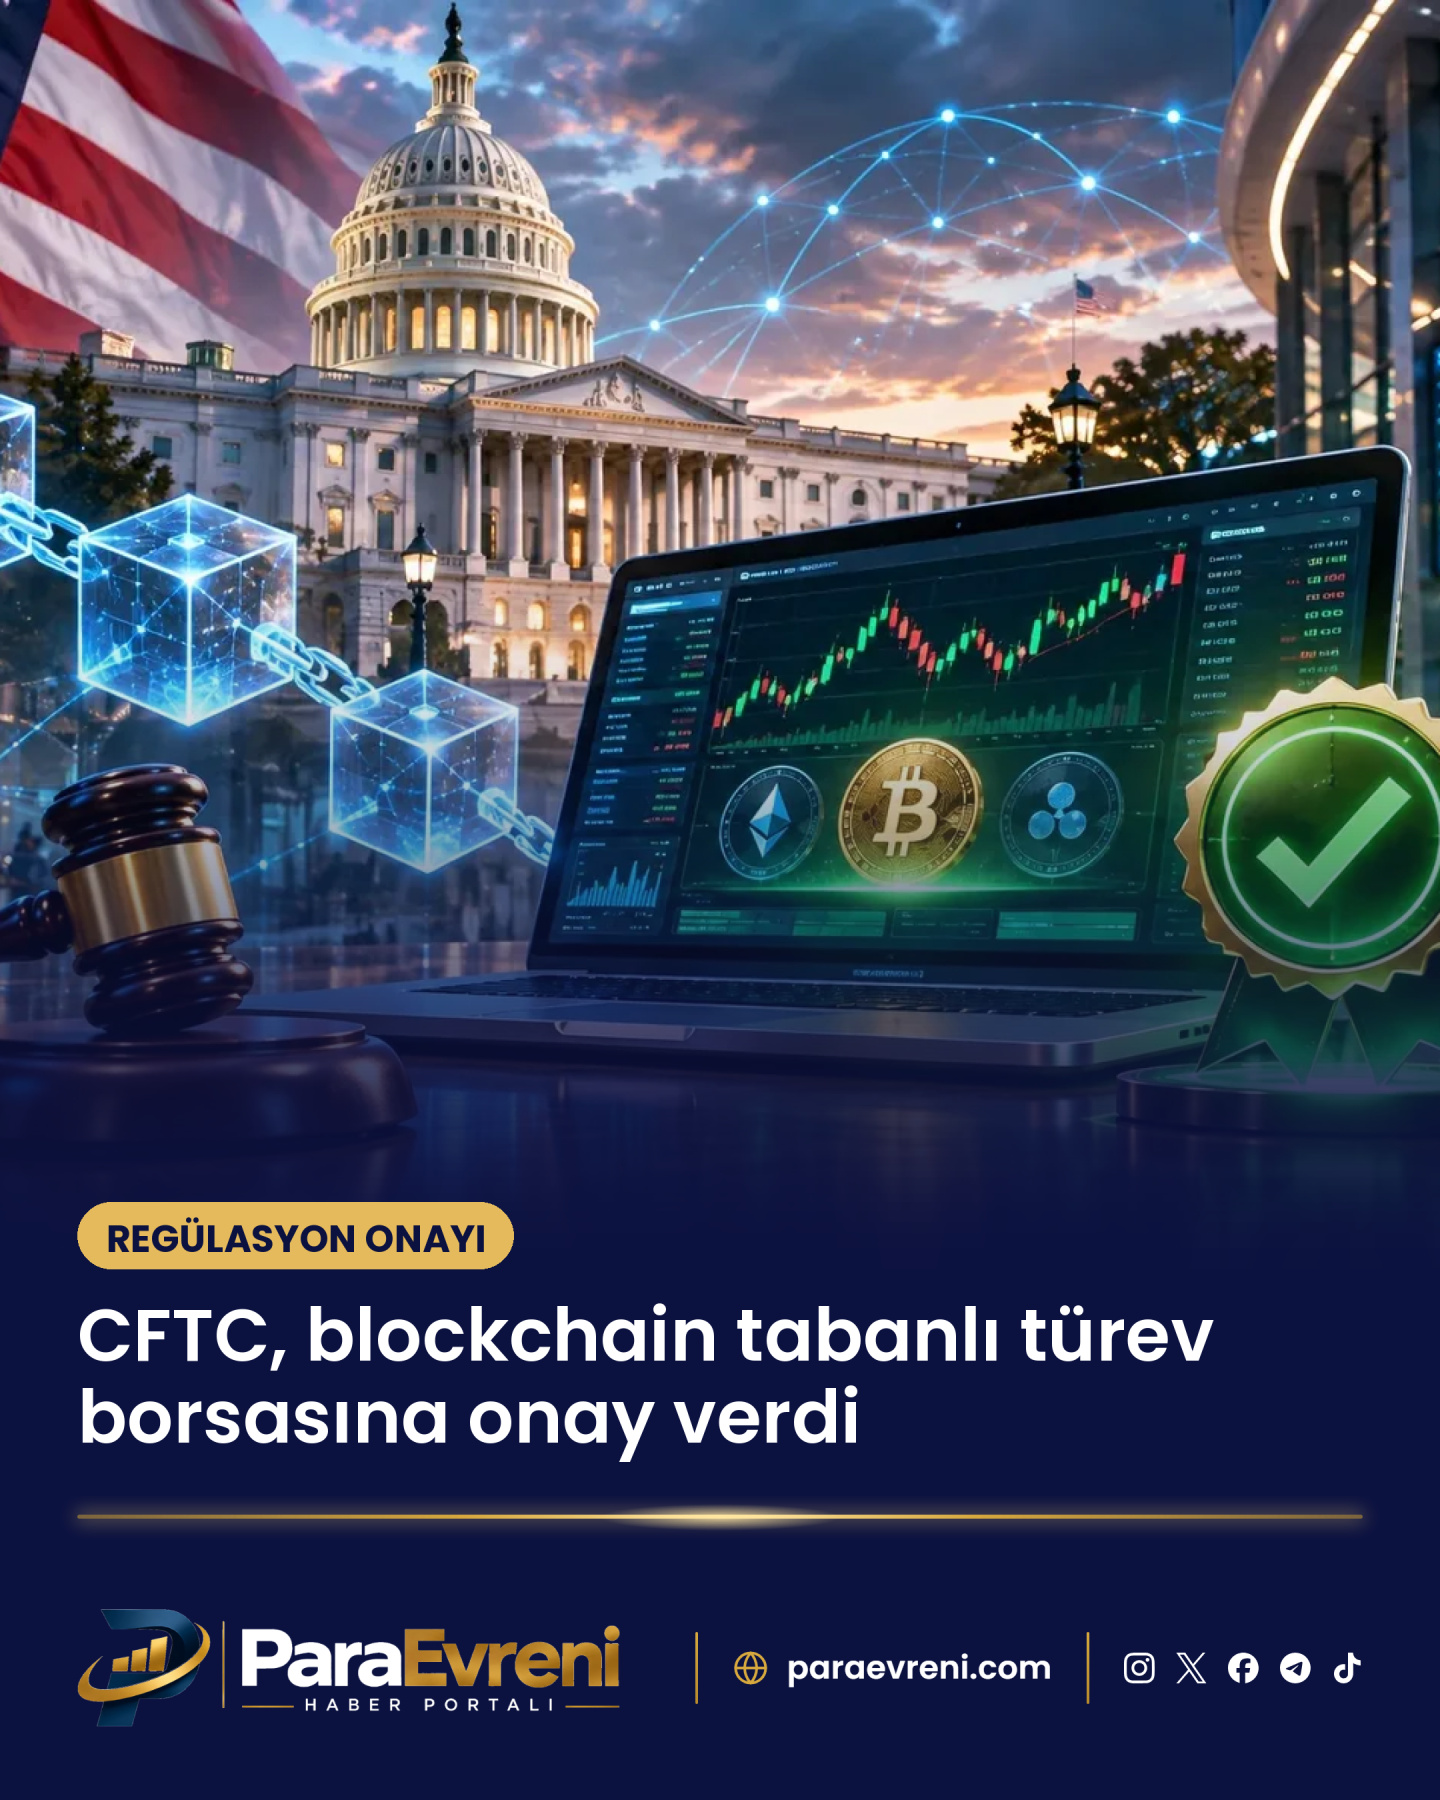 REGÜLASYON ONAYI
CFTC, blockchain tabanlı türev
borsasına onay verdi
ParaEvreni
HABER PORTALI
paraevreni.com